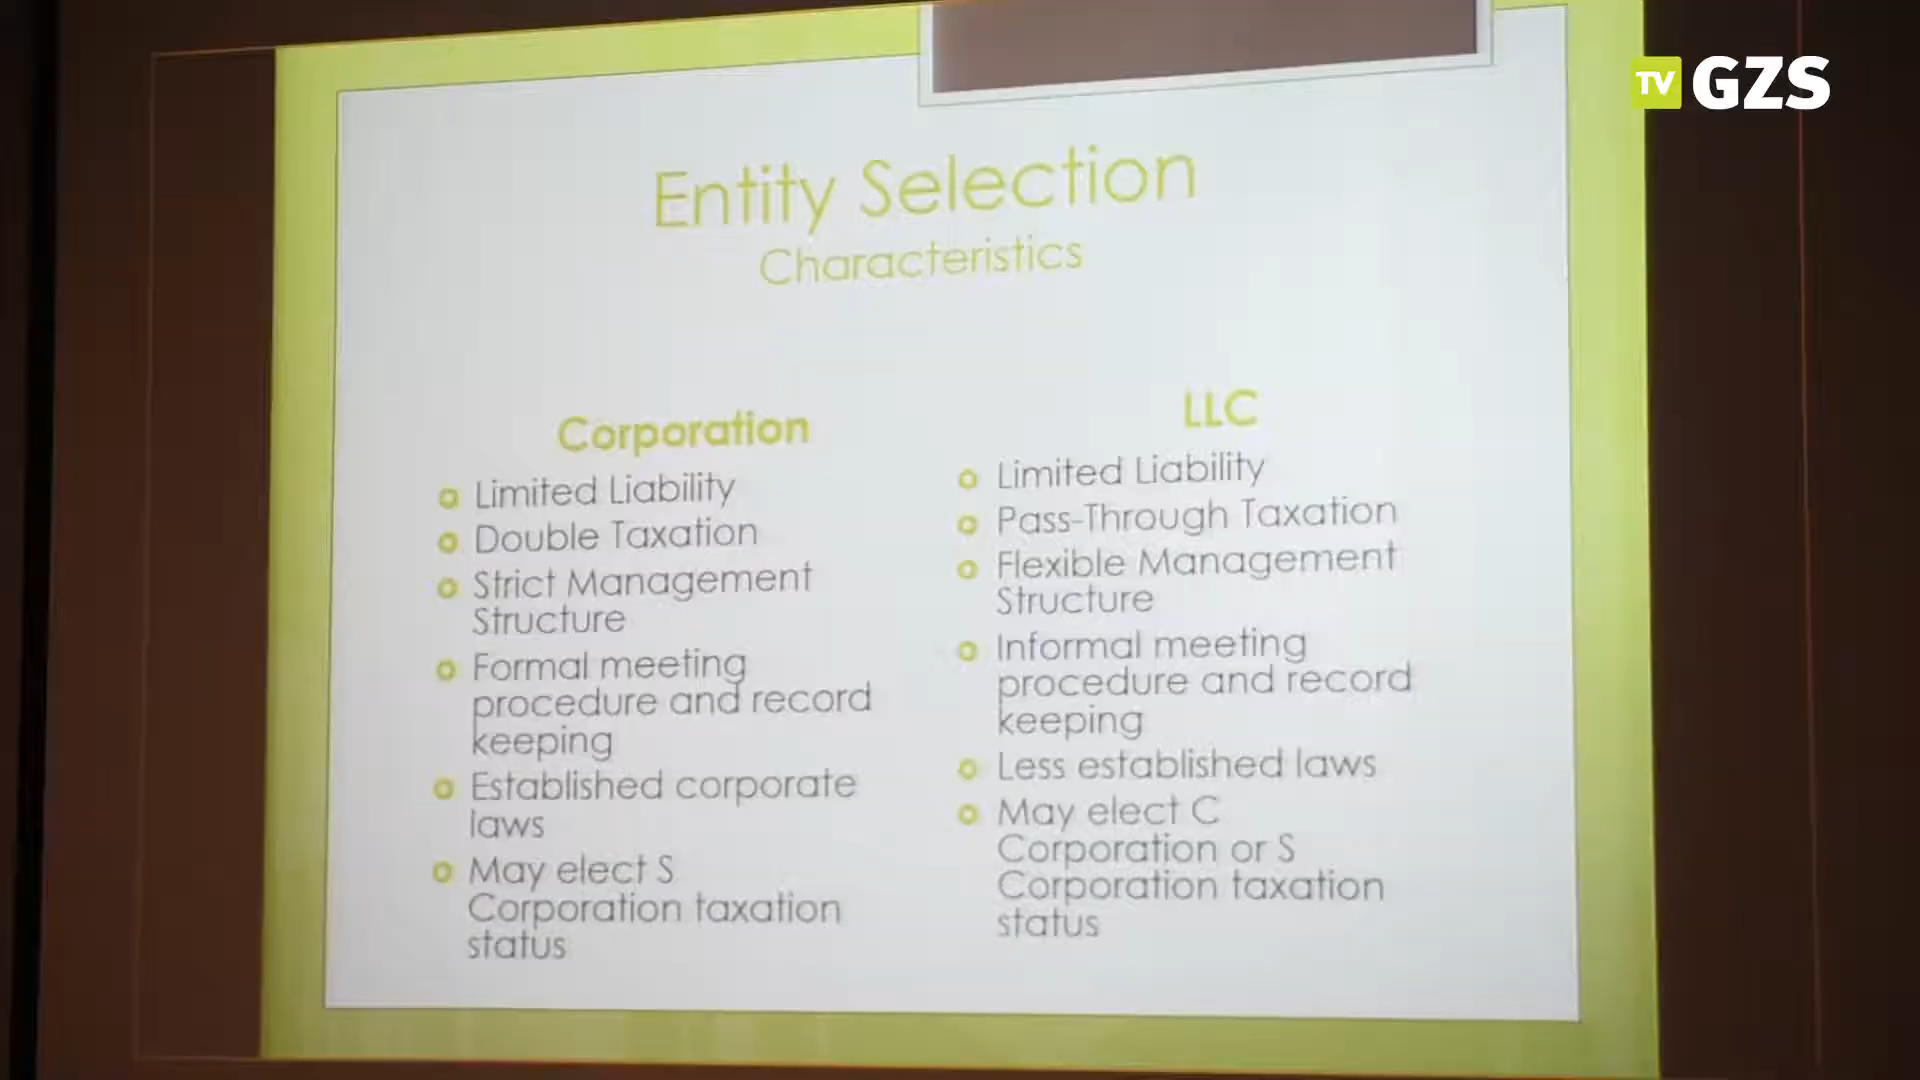 TV GZS
Entity Selection
Characteristics
Corporation
Limited Liability
Double Taxation
Strict Management
Structure
Formal meeting
procedure and record
keeping
Established corporate
laws
May elect S
Corporation taxation
status
LLC
Limited Liability
Pass-Through Taxation
Flexible Management
Structure
Informal meeting
procedure and record
keeping
Less established laws
May elect C
Corporation or S
Corporation taxation
status